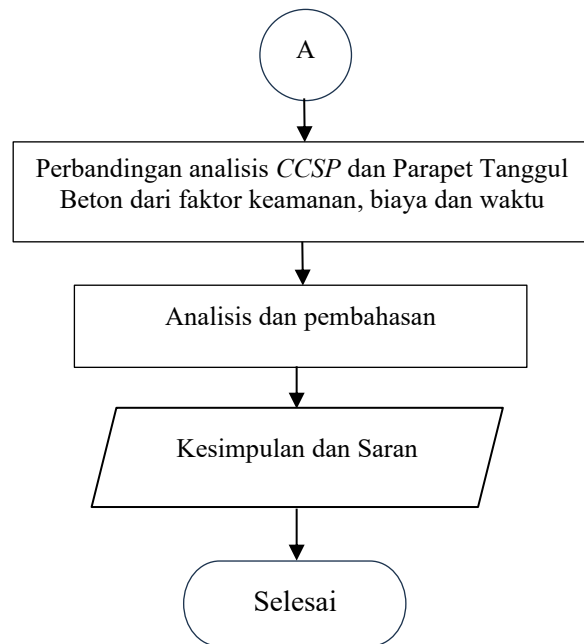 A
Perbandingan analisis CCSP dan Parapet Tanggul
Beton dari faktor keamanan, biaya dan waktu
Analisis dan pembahasan
Kesimpulan dan Saran
Selesai